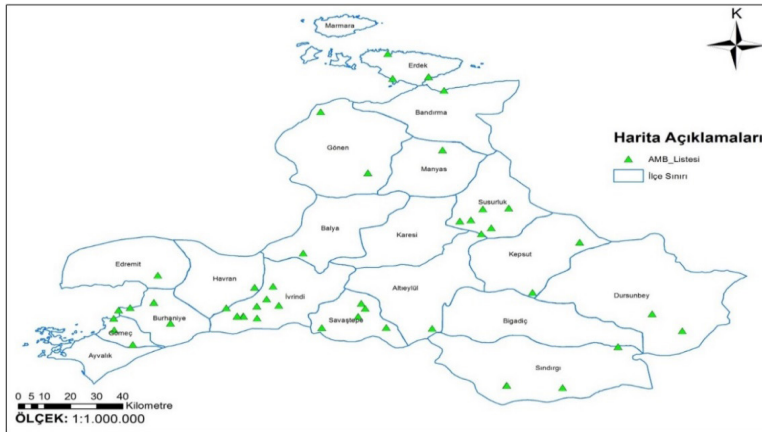 K
Marmara
Erdek
Bandırma
Gönen
Manyas
Harita Açıklamaları
AMB_Listesi
İlçe Sınırı
Susurluk
Balya
Karesi
Kepsut
Edremit
Havran
İvrindi
Altıeylül
Dursunbey
Savaştepe
Burhaniye
Bigadiç
Gömeç
Ayvalık
Sındırgı
0 5 10 20 30 40
Kilometre
ÖLÇEK: 1:1.000.000